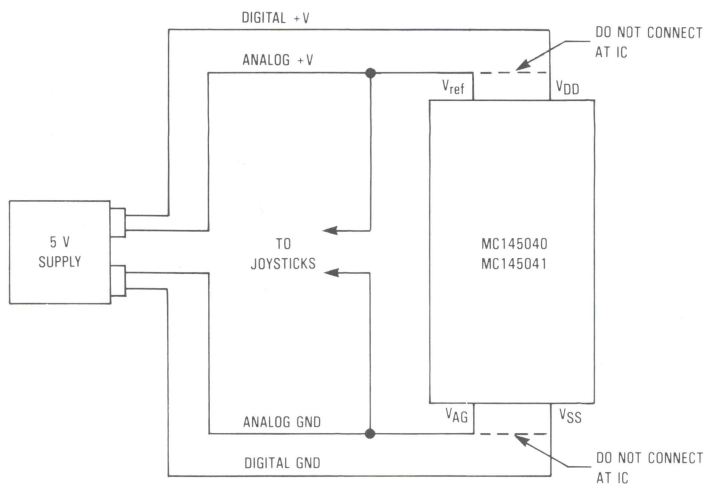 DIGITAL +V
DO NOT CONNECT
AT IC
ANALOG +V
Vref
VDD
5 V
SUPPLY
TO
JOYSTICKS
MC145040
MC145041
VAG
VSS
ANALOG GND
DIGITAL GND
DO NOT CONNECT
AT IC